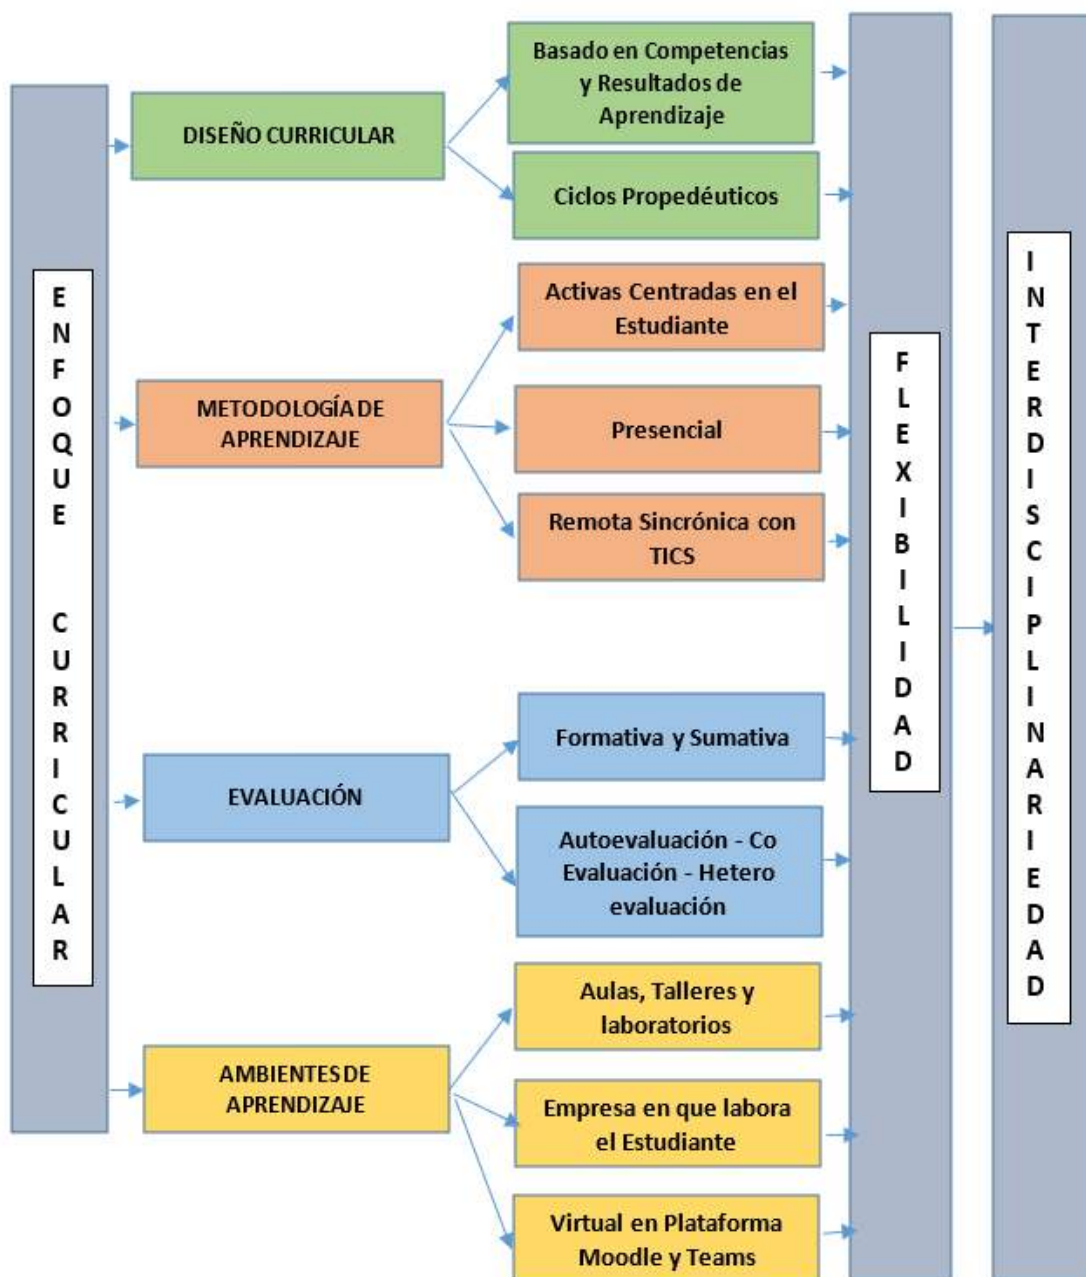 ENFOQUE CURRICULAR
DISEÑO CURRICULAR
Basado en Competencias
y Resultados de
Aprendizaje
Ciclos Propedéuticos
METODOLOGÍA DE
APRENDIZAJE
Activas Centradas en el
Estudiante
Presencial
Remota Sincrónica con
TICS
EVALUACIÓN
Formativa y Sumativa
Autoevaluación - Co
Evaluación - Hetero
evaluación
AMBIENTES DE
APRENDIZAJE
Aulas, Talleres y
laboratorios
Empresa en que labora
el Estudiante
Virtual en Plataforma
Moodle y Teams
FLEXIBILIDAD
INTERDISCIPLINARIEDAD